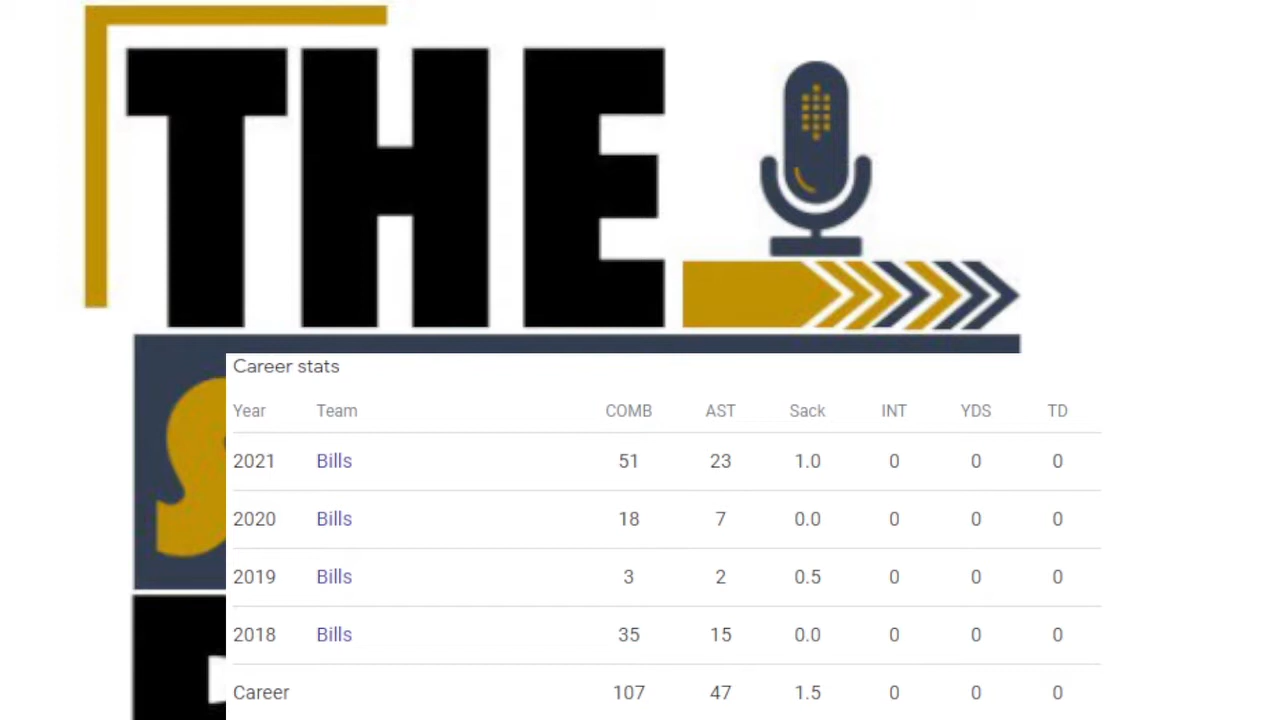 THE
S
Career stats
Year Team COMB AST Sack INT YDS TD
2021 Bills 51 23 1.0 0 0 0
2020 Bills 18 7 0.0 0 0 0
2019 Bills 3 2 0.5 0 0 0
2018 Bills 35 15 0.0 0 0 0
Career 107 47 1.5 0 0 0